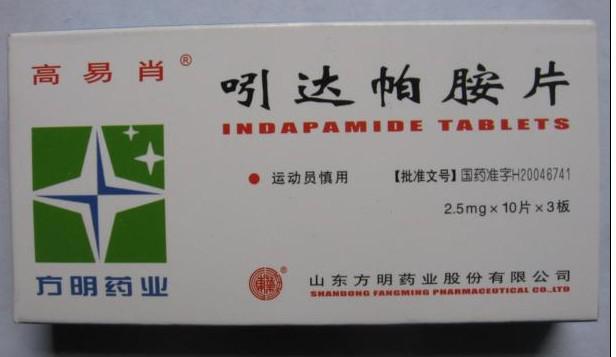 高易肖®
吲达帕胺片
INDAPAMIDE TABLETS
● 运动员慎用
【批准文号】国药准字H20046741
2.5mg×10片×3板
方明药业
®
山东方明药业股份有限公司
SHANDONG FANGMING PHARMACEUTICAL CO.,LTD